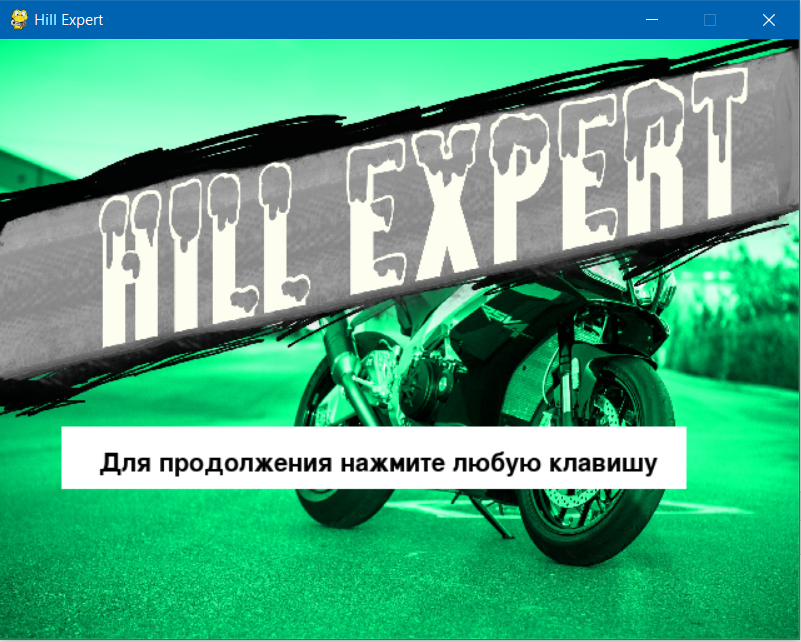 Hill Expert
HILL EXPERT
Для продолжения нажмите любую клавишу